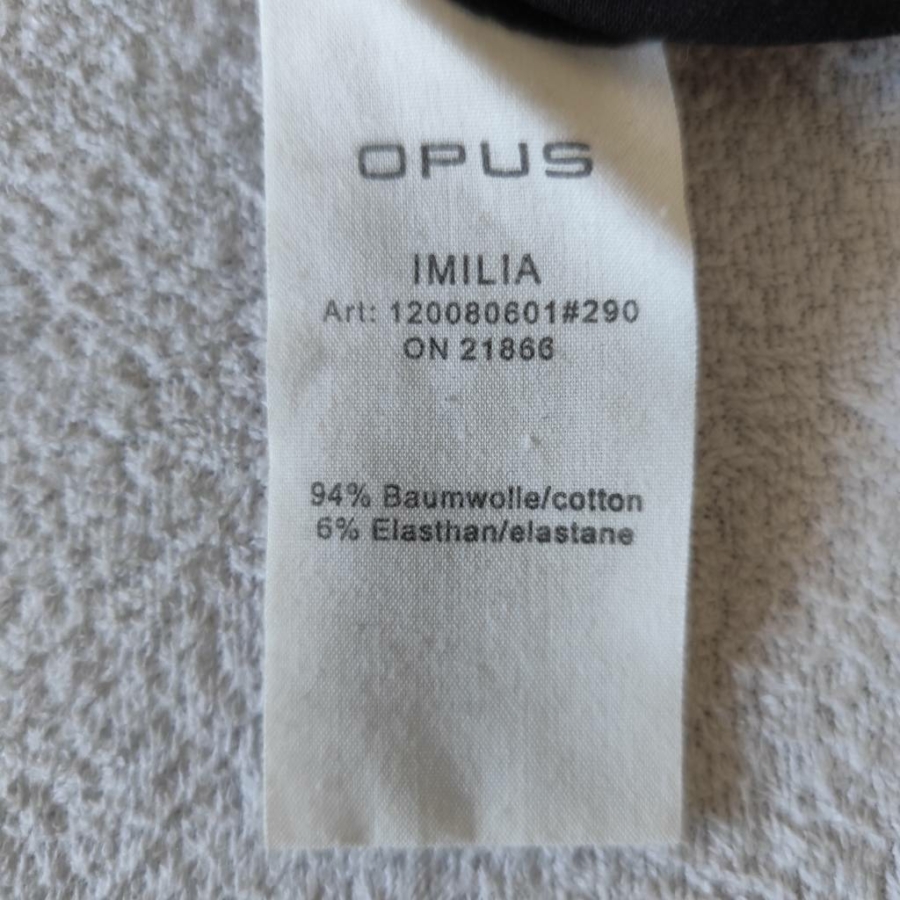 OPUS
IMILIA
Art: 120080601#290
ON 21866
94% Baumwolle/cotton
6% Elasthan/elastane